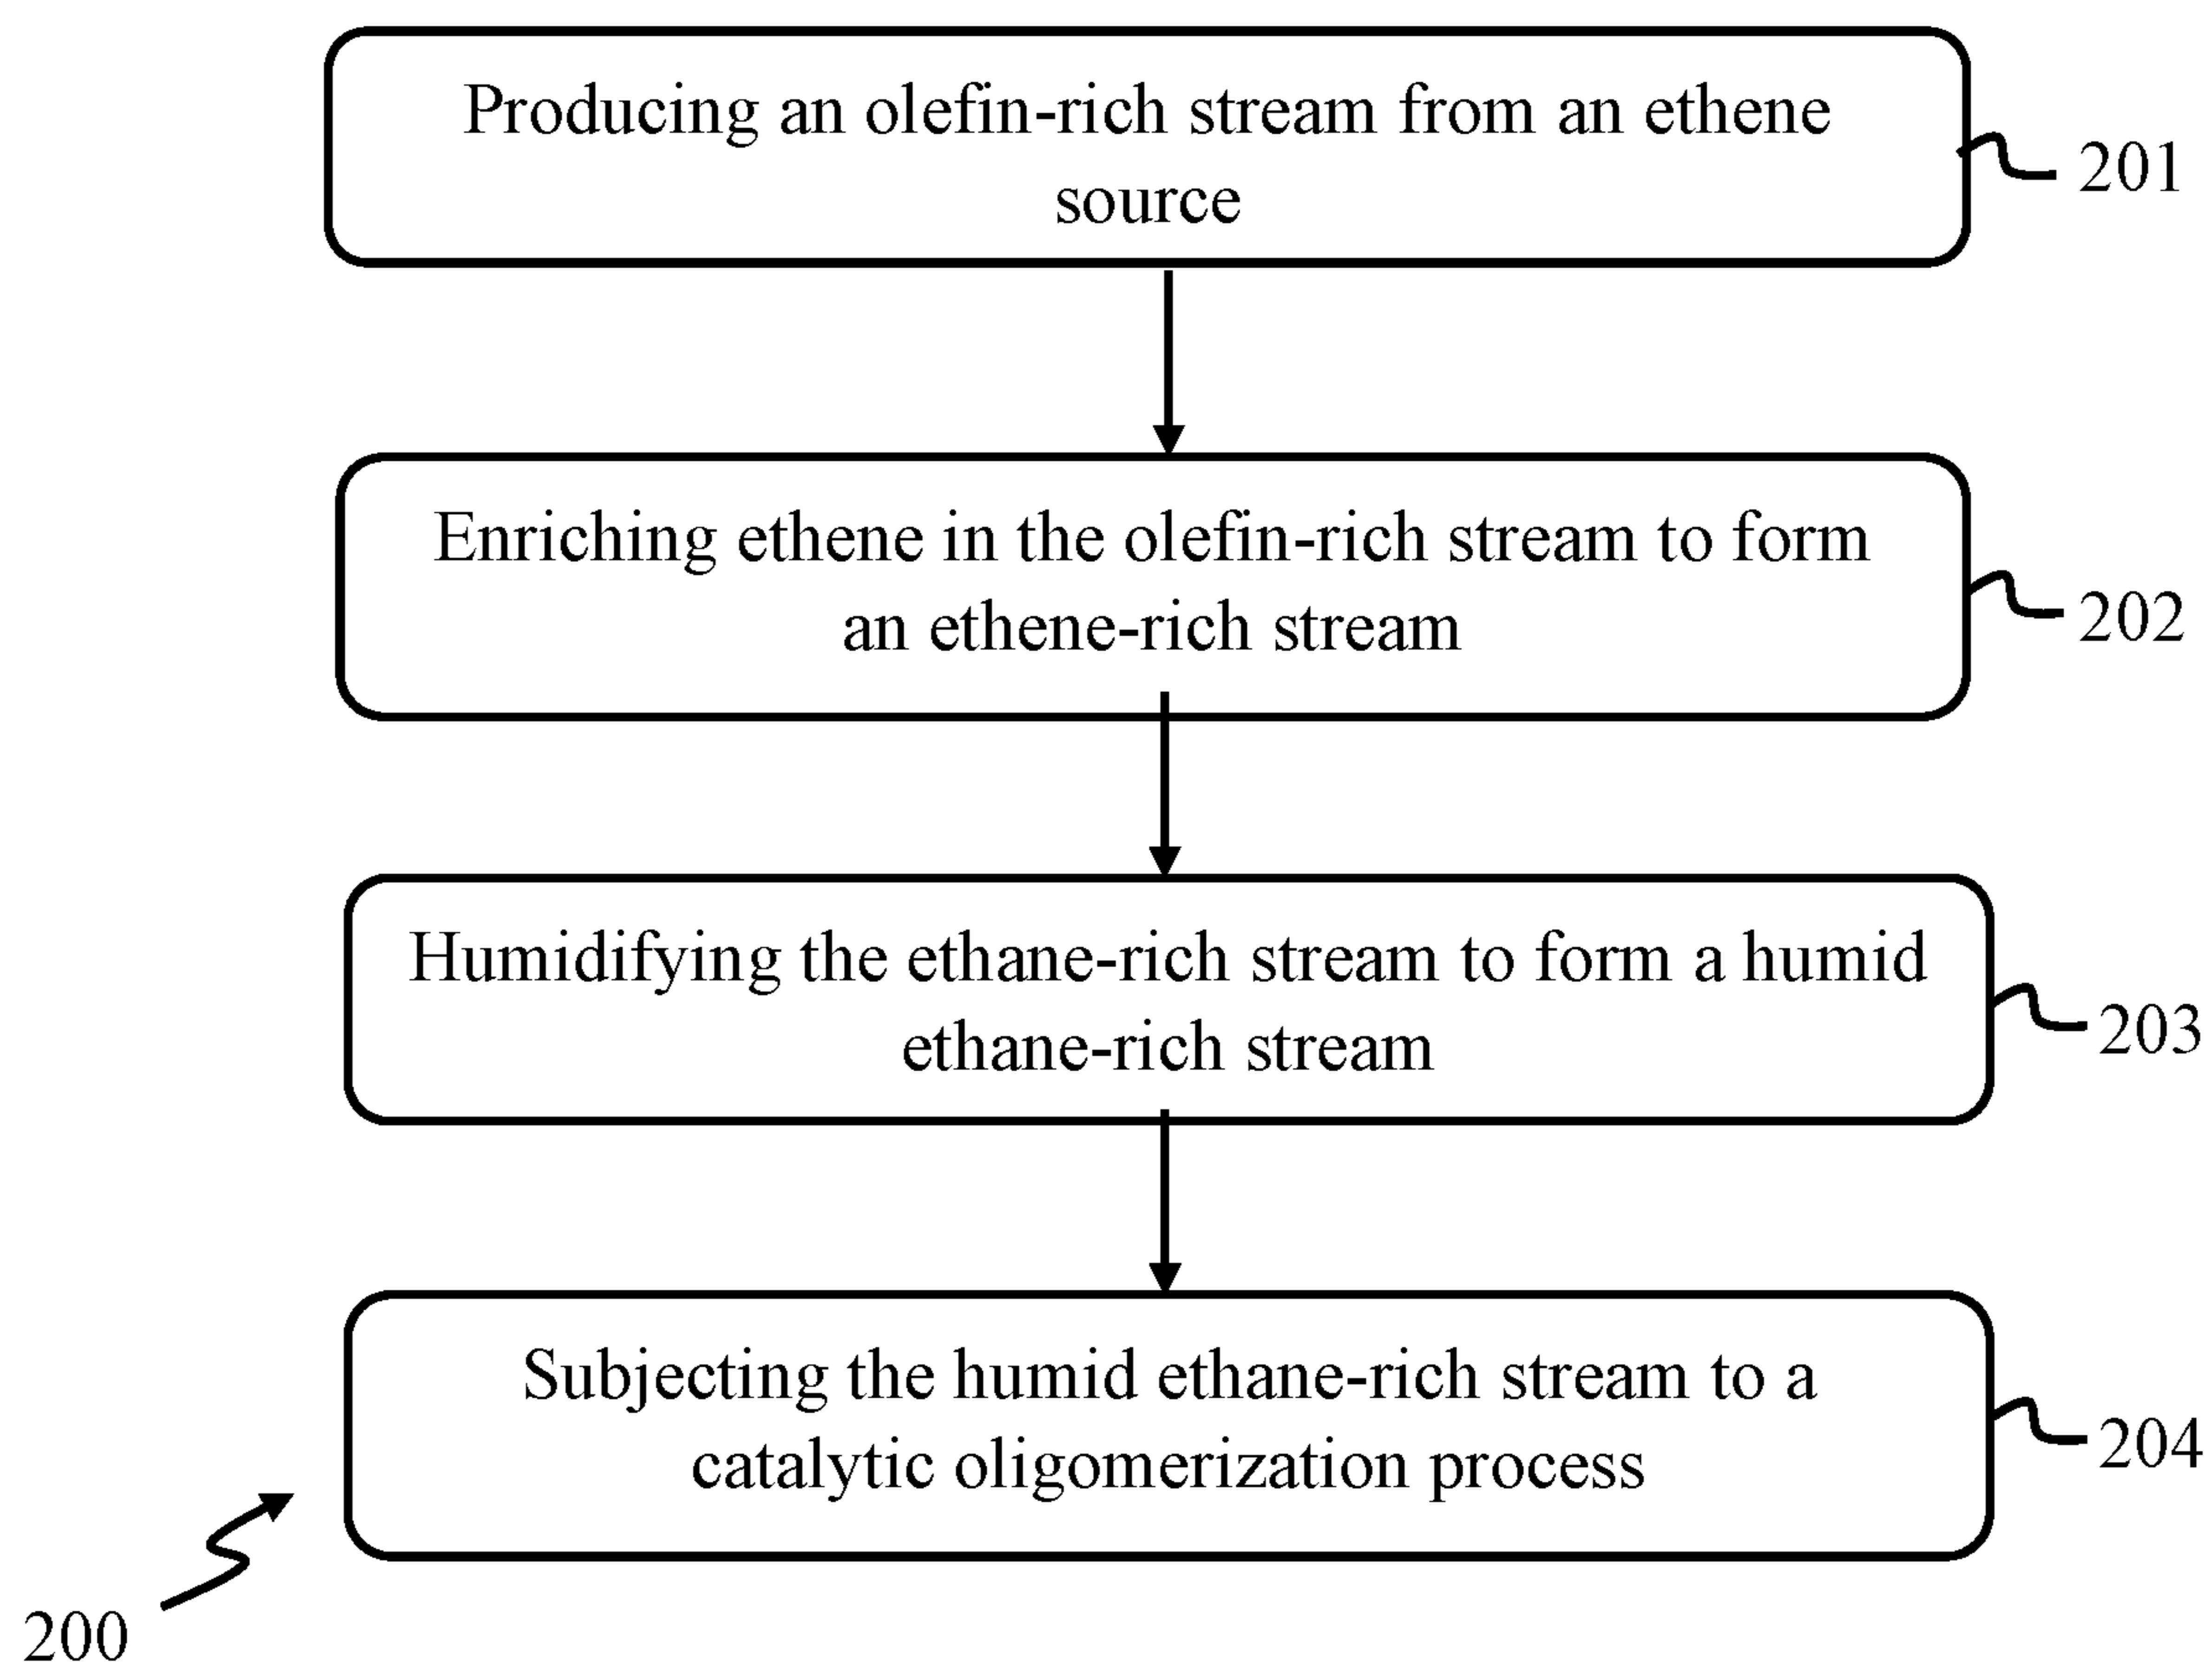 Producing an olefin-rich stream from an ethene
source
201
Enriching ethene in the olefin-rich stream to form
an ethene-rich stream
202
Humidifying the ethane-rich stream to form a humid
ethane-rich stream
203
Subjecting the humid ethane-rich stream to a
catalytic oligomerization process
204
200